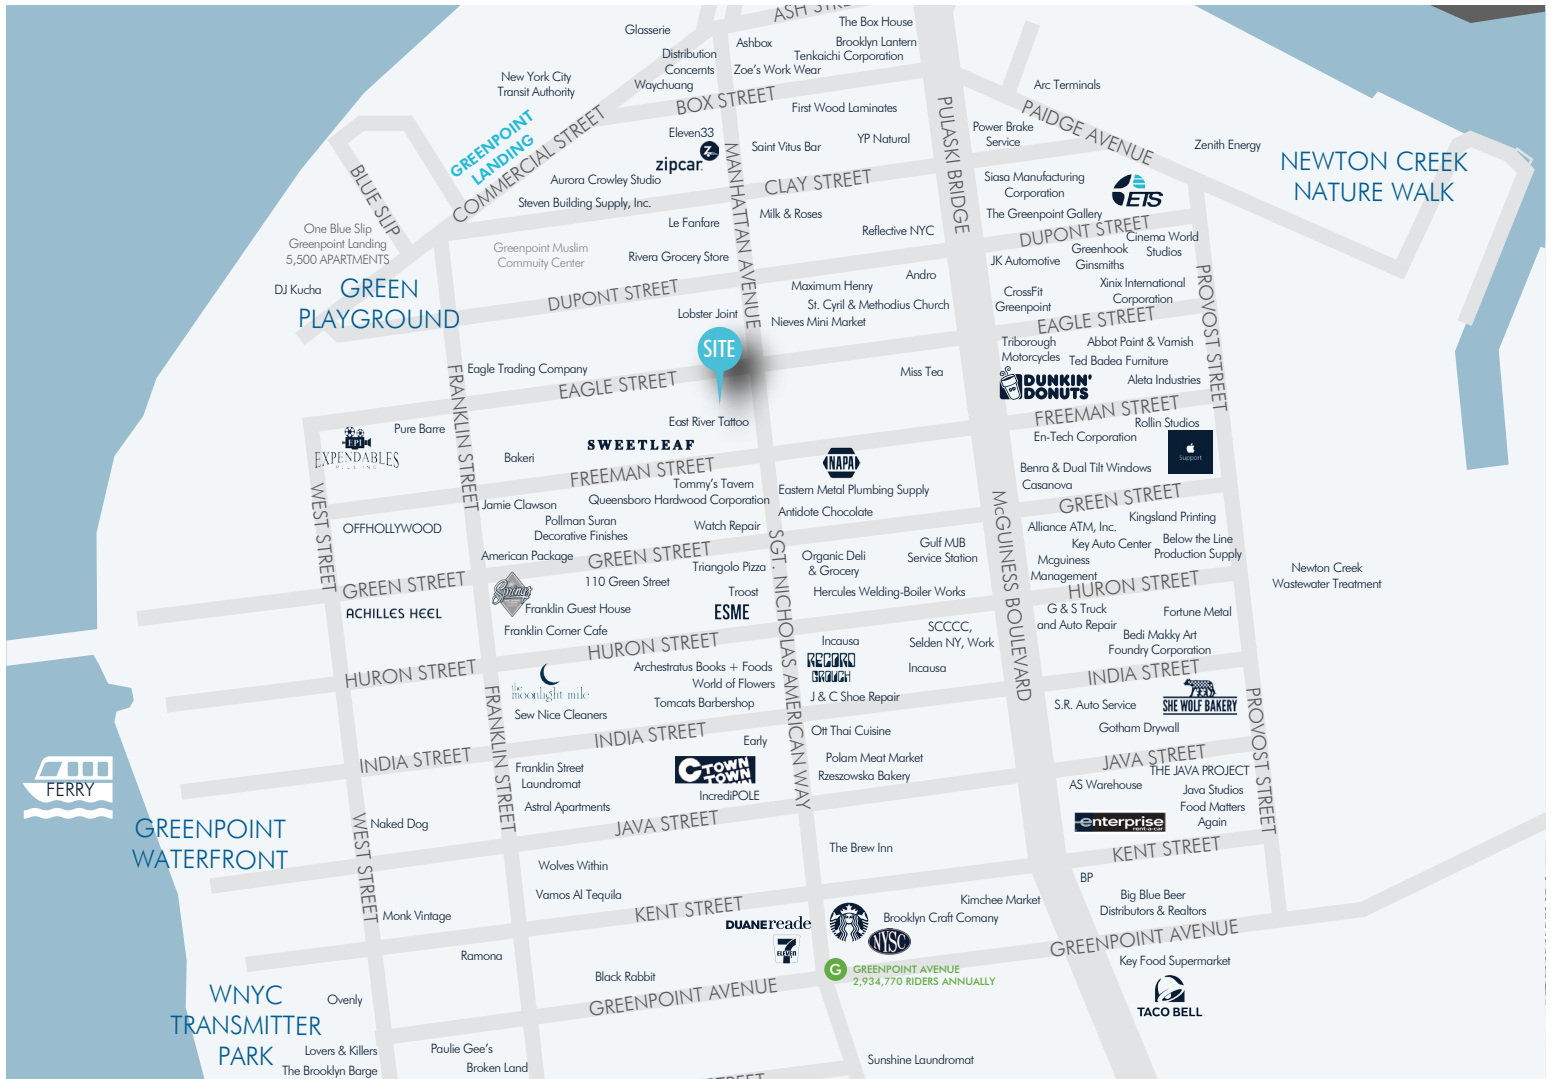 ASH STREET
The Box House
Glasserie
Ashbox
Brooklyn Lantern
Distribution
Concernts
Waychuang
Tenkaichi Corporation
Zoe's Work Wear
New York City
Transit Authority
Arc Terminals
BOX STREET
First Wood Laminates
PULASKI BRIDGE
PAIDGE AVENUE
GREENPOINT
LANDING
COMMERCIAL STREET
Eleven33
zipcar
MANHATTAN AVENUE
Saint Vitus Bar
YP Natural
Power Brake
Service
Zenith Energy
NEWTON CREEK
NATURE WALK
BLUE SLIP
Aurora Crowley Studio
Steven Building Supply, Inc.
CLAY STREET
Siasa Manufacturing
Corporation
ETS
Le Fanfare
Milk & Roses
The Greenpoint Gallery
One Blue Slip
Greenpoint Landing
5,500 APARTMENTS
Greenpoint Muslim
Commuity Center
Rivera Grocery Store
Reflective NYC
DUPONT STREET
Cinema World
Studios
Greenhook
Ginsmiths
JK Automotive
DJ Kucha
GREEN
PLAYGROUND
DUPONT STREET
Andro
Maximum Henry
St. Cyril & Methodius Church
Nieves Mini Market
CrossFit
Greenpoint
Xinix International
Corporation
PROVOST STREET
Lobster Joint
EAGLE STREET
SITE
Triborough
Motorcycles
Abbot Paint & Varnish
Ted Badea Furniture
Eagle Trading Company
FRANKLIN STREET
EAGLE STREET
Miss Tea
DUNKIN'
DONUTS
Aleta Industries
FREEMAN STREET
Rollin Studios
East River Tattoo
Pure Barre
EPI
EXPENDABLES
PLUS INC
SWEETLEAF
En-Tech Corporation
Support
Bakeri
FREEMAN STREET
NAPA
Benra & Dual Tilt Windows
Casanova
Tommy's Tavern
Queensboro Hardwood Corporation
Eastern Metal Plumbing Supply
GREEN STREET
WEST STREET
Jamie Clawson
Antidote Chocolate
McGUINESS BOULEVARD
OFFHOLLYWOOD
Pollman Suran
Decorative Finishes
Watch Repair
SGT. NICHOLAS AMERICAN WAY
Alliance ATM, Inc.
Kingsland Printing
Key Auto Center
Below the Line
Production Supply
American Package
GREEN STREET
Gulf MJB
Service Station
Organic Deli
& Grocery
Mcguiness
Management
Triangolo Pizza
Newton Creek
Wastewater Treatment
GREEN STREET
110 Green Street
HURON STREET
Troost
Hercules Welding-Boiler Works
ACHILLES HEEL
Franklin Guest House
ESME
G & S Truck
and Auto Repair
Fortune Metal
Franklin Corner Cafe
SCCCC,
Selden NY, Work
Bedi Makky Art
Foundry Corporation
HURON STREET
Incausa
RECORD
GROUCH
Incausa
HURON STREET
Archestratus Books + Foods
World of Flowers
INDIA STREET
the
moonlight mile
Tomcats Barbershop
J & C Shoe Repair
S.R. Auto Service
SHE WOLF BAKERY
FRANKLIN STREET
Sew Nice Cleaners
PROVOST STREET
Gotham Drywall
INDIA STREET
Early
Ott Thai Cuisine
INDIA STREET
Polam Meat Market
Rzeszowska Bakery
JAVA STREET
Franklin Street
Laundromat
CTOWN
TOWN
THE JAVA PROJECT
AS Warehouse
Java Studios
FERRY
IncrediPOLE
Astral Apartments
Food Matters
Again
enterprise
rent-a-car
GREENPOINT
WATERFRONT
Naked Dog
WEST STREET
JAVA STREET
The Brew Inn
KENT STREET
Wolves Within
BP
Vamos Al Tequila
Big Blue Beer
Distributors & Realtors
Monk Vintage
KENT STREET
Kimchee Market
DUANEreade
Brooklyn Craft Comany
NYSC
7
ELEVEN
GREENPOINT AVENUE
Ramona
Key Food Supermarket
G
GREENPOINT AVENUE
2,934,770 RIDERS ANNUALLY
Black Rabbit
GREENPOINT AVENUE
TACO BELL
WNYC
TRANSMITTER
PARK
Ovenly
Lovers & Killers
The Brooklyn Barge
Paulie Gee's
Broken Land
Sunshine Laundromat
STREET